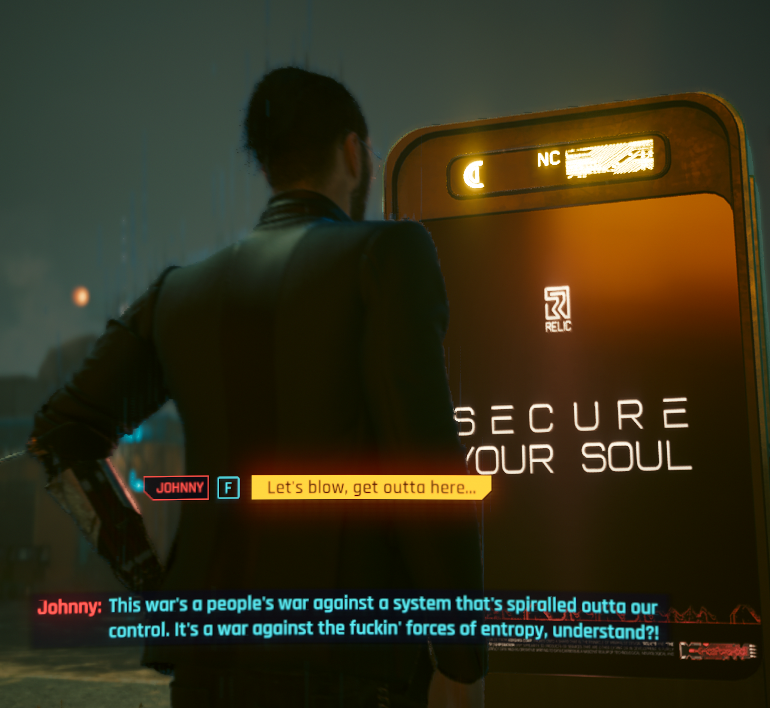 NC
RELIC
SECURE
YOUR SOUL
JOHNNY F Let's blow, get outta here...
Johnny: This war's a people's war against a system that's spiralled outta our
control. It's a war against the fuckin' forces of entropy, understand?!